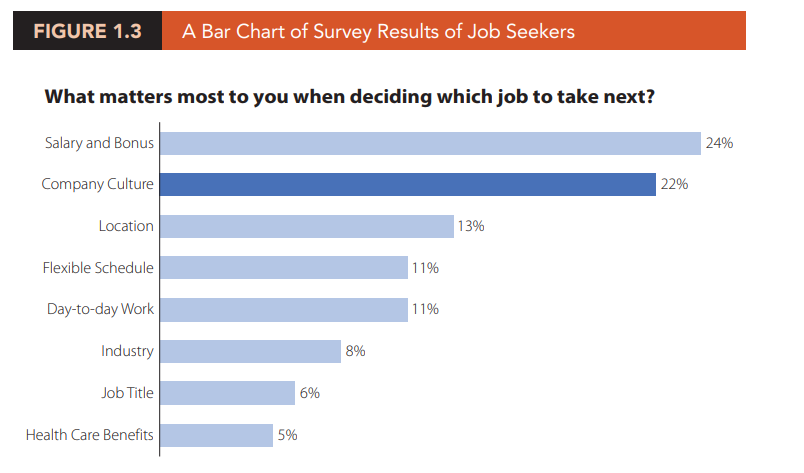 FIGURE 1.3 A Bar Chart of Survey Results of Job Seekers
What matters most to you when deciding which job to take next?
Salary and Bonus 24%
Company Culture 22%
Location 13%
Flexible Schedule 11%
Day-to-day Work 11%
Industry 8%
Job Title 6%
Health Care Benefits 5%